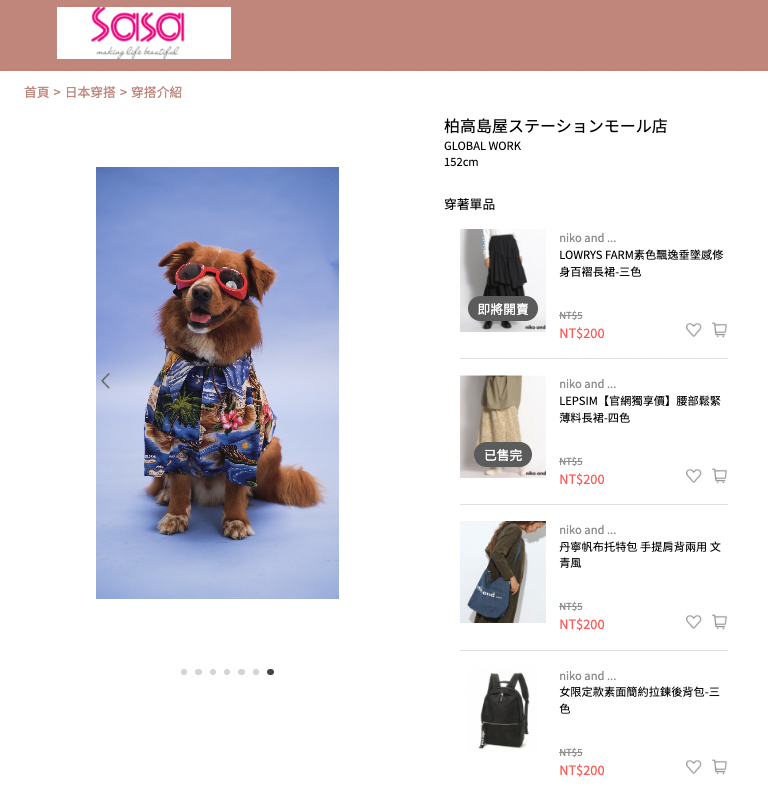 Sasa
making life beautiful
首頁 > 日本穿搭 > 穿搭介紹
柏高島屋ステーションモール店
GLOBAL WORK
152cm
穿著單品
niko and ...
LOWRYS FARM素色飄逸垂墜感修
身百褶長裙-三色
即將開賣
niko and
NT$5
NT$200
niko and ...
LEPSIM【官網獨享價】腰部鬆緊
薄料長裙-四色
已售完
niko and
NT$5
NT$200
niko and ...
丹寧帆布托特包 手提肩背兩用 文
青風
NT$5
NT$200
niko and ...
女限定款素面簡約拉鍊後背包-三
色
NT$5
NT$200